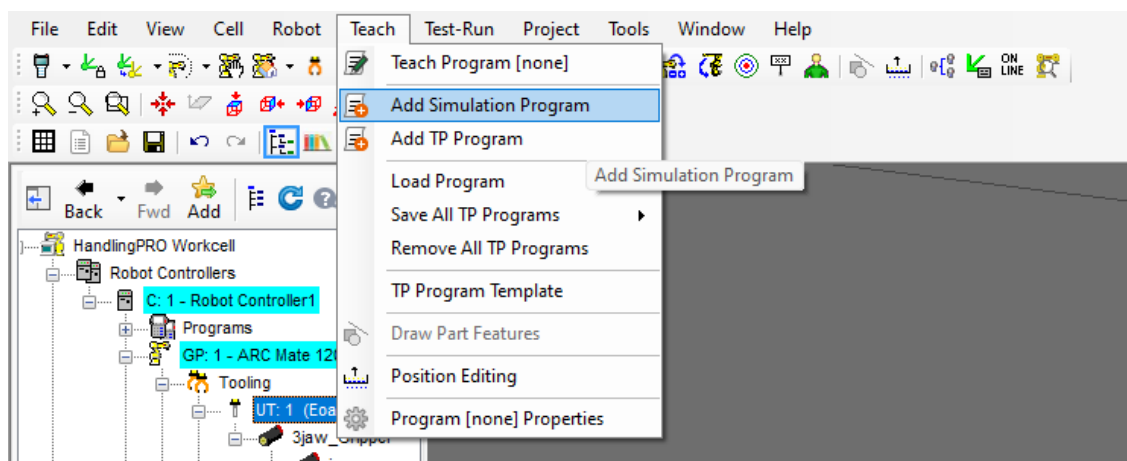 File Edit View Cell Robot Teach Test-Run Project Tools Window Help
Teach Program [none]
ON
LINE
Add Simulation Program
Add TP Program
Add Simulation Program
Load Program
Back Fwd Add
Save All TP Programs
HandlingPRO Workcell
Remove All TP Programs
Robot Controllers
TP Program Template
C: 1 - Robot Controller1
Programs
Draw Part Features
GP: 1 - ARC Mate 120
Position Editing
Tooling
UT: 1 (Eoa
Program [none] Properties
3jaw_Gripper